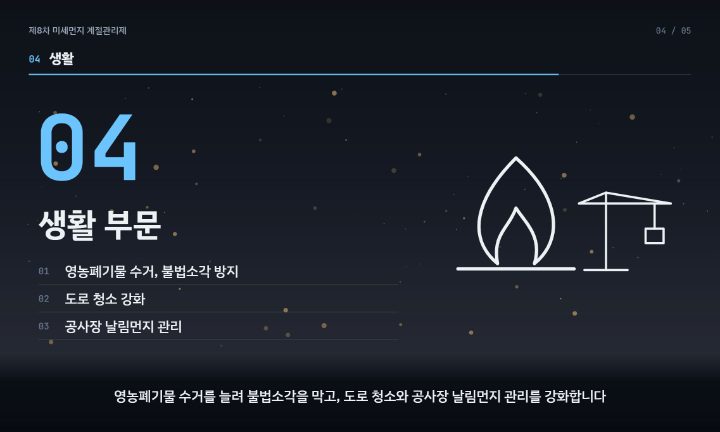 제8차 미세먼지 계절관리제
04 / 05
04 생활
04
생활 부문
01 영농폐기물 수거, 불법소각 방지
02 도로 청소 강화
03 공사장 날림먼지 관리
영농폐기물 수거를 늘려 불법소각을 막고, 도로 청소와 공사장 날림먼지 관리를 강화합니다